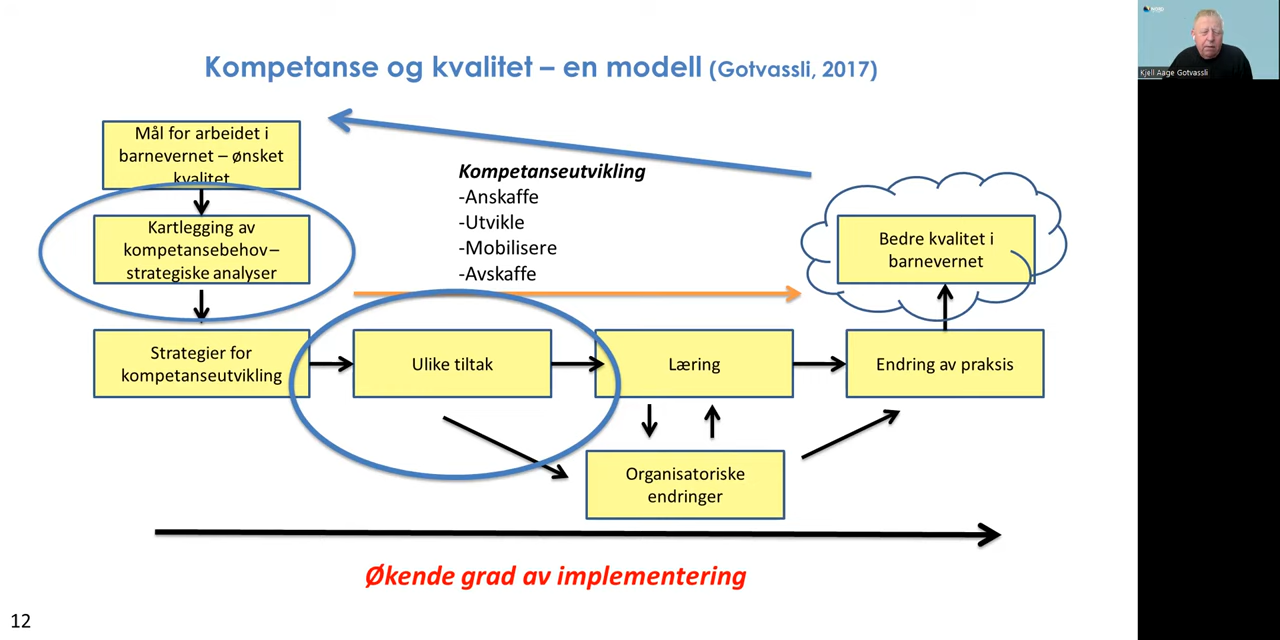 Kompetanse og kvalitet – en modell (Gotvassli, 2017)
Mål for arbeidet i
barnevernet – ønsket
kvalitet
Kartlegging av
kompetansebehov –
strategiske analyser
Strategier for
kompetanseutvikling
Kompetanseutvikling
-Anskaffe
-Utvikle
-Mobilisere
-Avskaffe
Ulike tiltak
Læring
Organisatoriske
endringer
Endring av praksis
Bedre kvalitet i
barnevernet
Økende grad av implementering
12
Kjell Aage Gotvassli